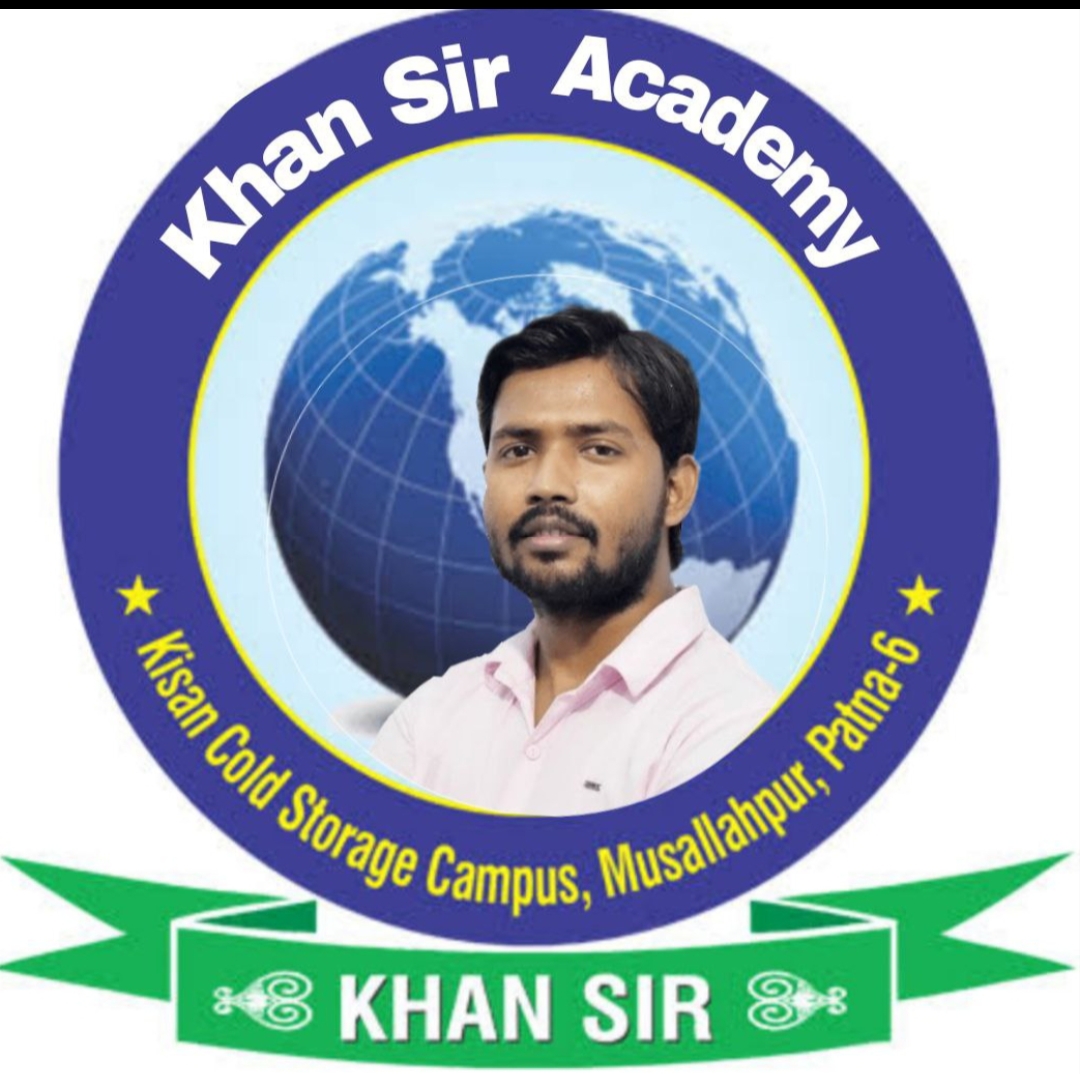 Khan Sir Academy
Kisan Cold Storage Campus, Musallahpur, Patna-6
KHAN SIR